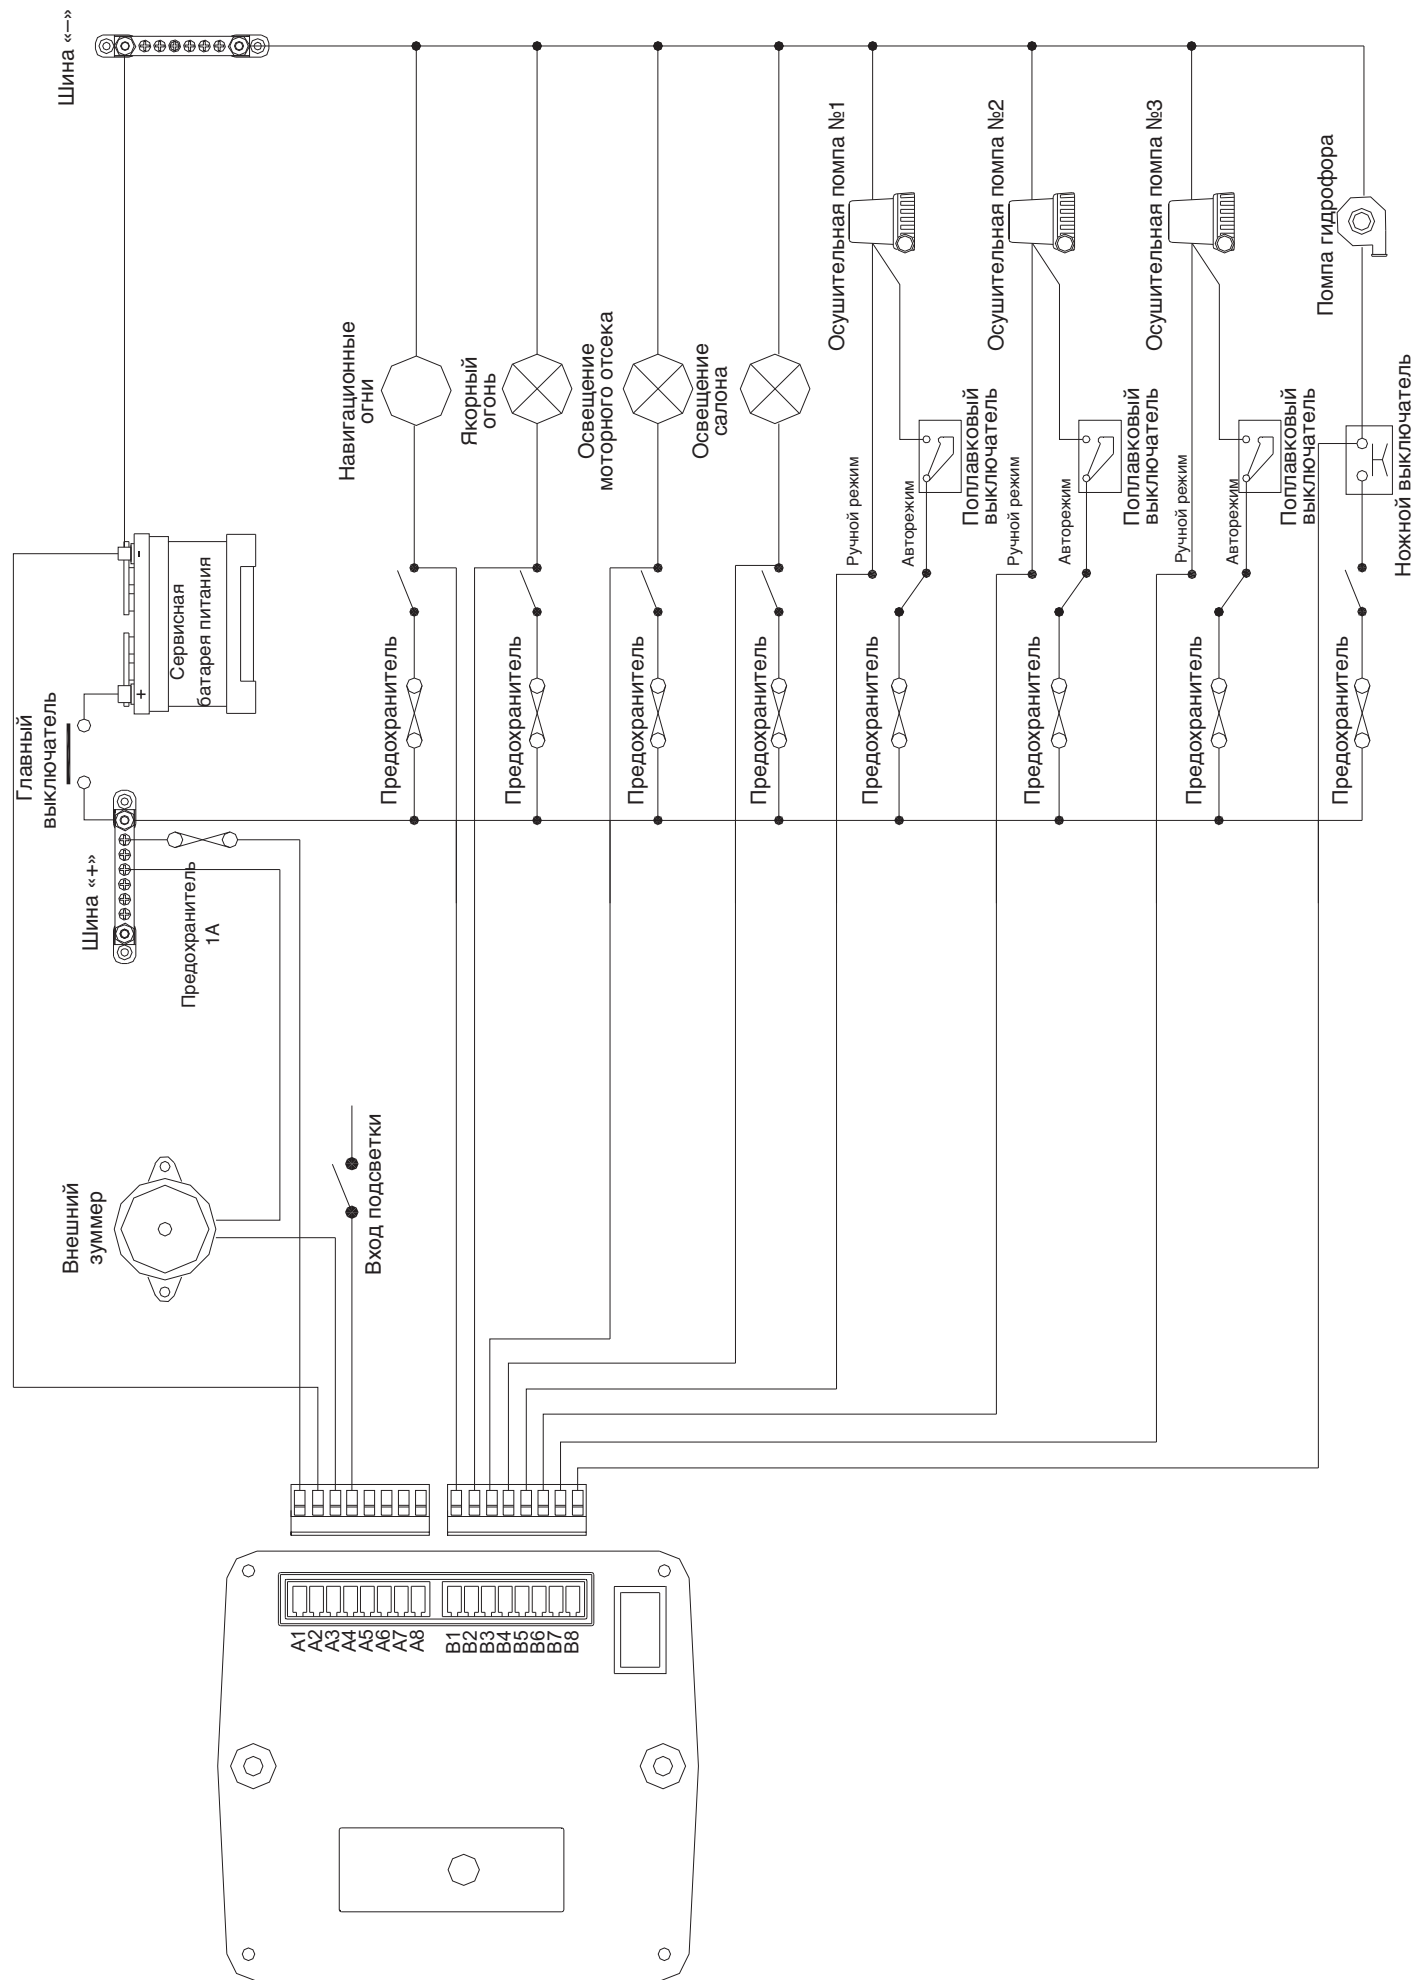 Шина «–»
Главный
выключатель
Сервисная
батарея питания
+
-
Шина «+»
Предохранитель
1А
Внешний
зуммер
Вход подсветки
Навигационные
огни
Якорный
огонь
Освещение
моторного отсека
Освещение
салона
Осушительная помпа №1
Осушительная помпа №2
Осушительная помпа №3
Помпа гидрофора
Ручной режим
Авторежим
Поплавковый
выключатель
Ручной режим
Авторежим
Поплавковый
выключатель
Ручной режим
Авторежим
Поплавковый
выключатель
Ножной выключатель
Предохранитель
Предохранитель
Предохранитель
Предохранитель
Предохранитель
Предохранитель
Предохранитель
Предохранитель
A1
A2
A3
A4
A5
A6
A7
A8
B1
B2
B3
B4
B5
B6
B7
B8